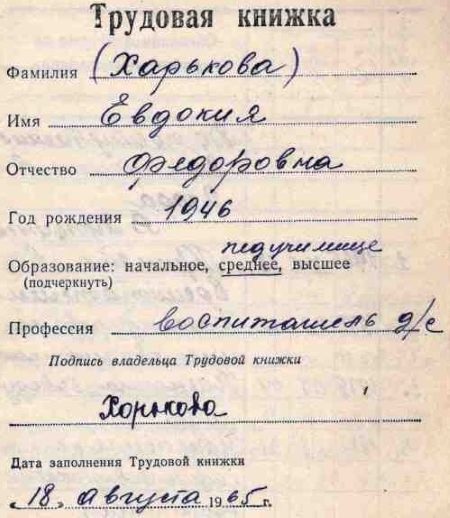 Трудовая книжка
Фамилия (Харькова)
Имя Евдокия
Отчество Федоровна
Год рождения 1946
педучилище
Образование: начальное, среднее, высшее
(подчеркнуть)
Профессия воспитатель д/с
Подпись владельца Трудовой книжки
Харькова
Дата заполнения Трудовой книжки
„18“ августа 1965 г.